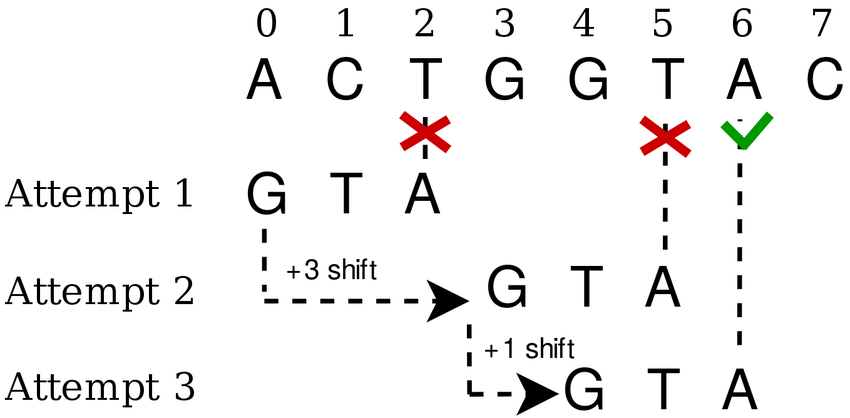 0 1 2 3 4 5 6 7
A C T G G T A C
Attempt 1 G T A
+3 shift
Attempt 2 G T A
+1 shift
Attempt 3 G T A